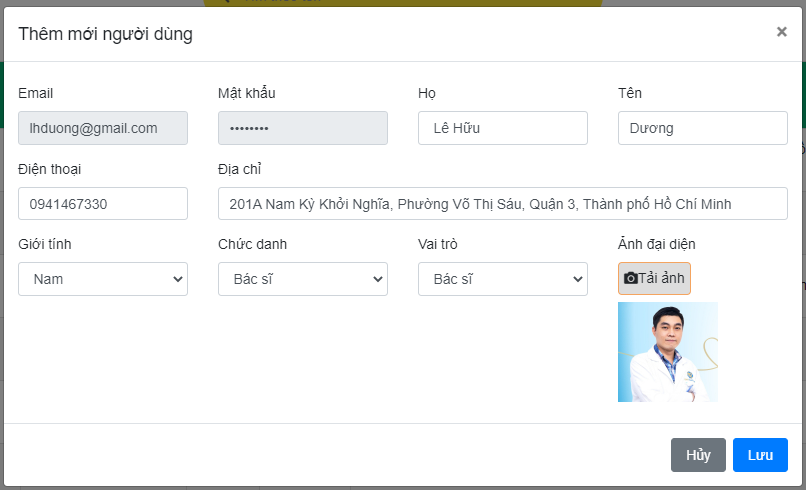 Thêm mới người dùng
×
Email Mật khẩu Họ Tên
lhduong@gmail.com •••••••• Lê Hữu Dương
Điện thoại Địa chỉ
0941467330 201A Nam Kỳ Khởi Nghĩa, Phường Võ Thị Sáu, Quận 3, Thành phố Hồ Chí Minh
Giới tính Chức danh Vai trò Ảnh đại diện
Nam Bác sĩ Bác sĩ Tải ảnh
Hủy Lưu